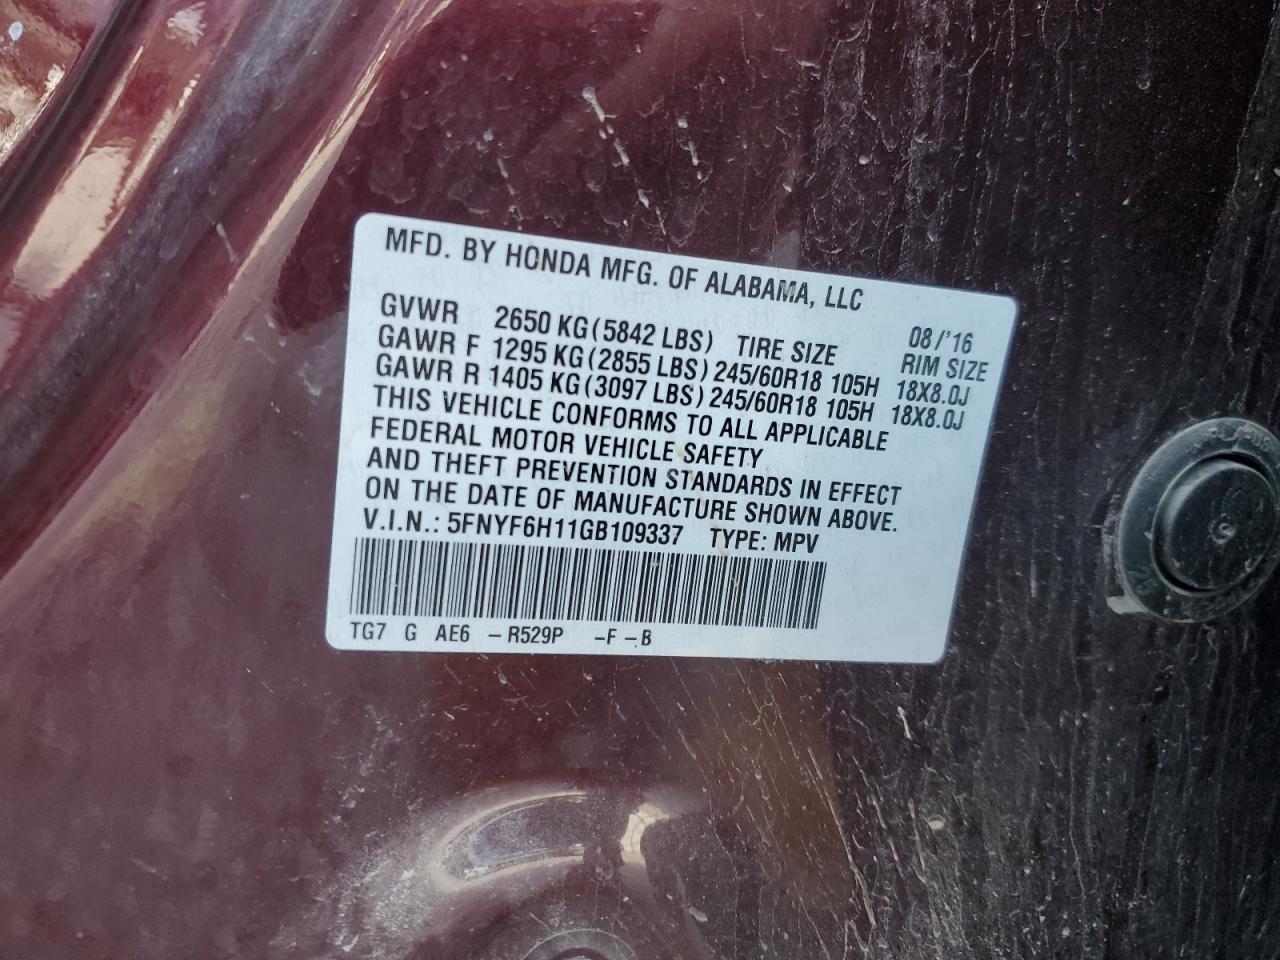 MFD. BY HONDA MFG. OF ALABAMA, LLC
08/'16
GVWR 2650 KG(5842 LBS) TIRE SIZE RIM SIZE
GAWR F 1295 KG(2855 LBS) 245/60R18 105H 18X8.0J
GAWR R 1405 KG(3097 LBS) 245/60R18 105H 18X8.0J
THIS VEHICLE CONFORMS TO ALL APPLICABLE
FEDERAL MOTOR VEHICLE SAFETY
AND THEFT PREVENTION STANDARDS IN EFFECT
ON THE DATE OF MANUFACTURE SHOWN ABOVE.
V.I.N.: 5FNYF6H11GB109337 TYPE: MPV
TG7 G AE6 -R529P -F-B